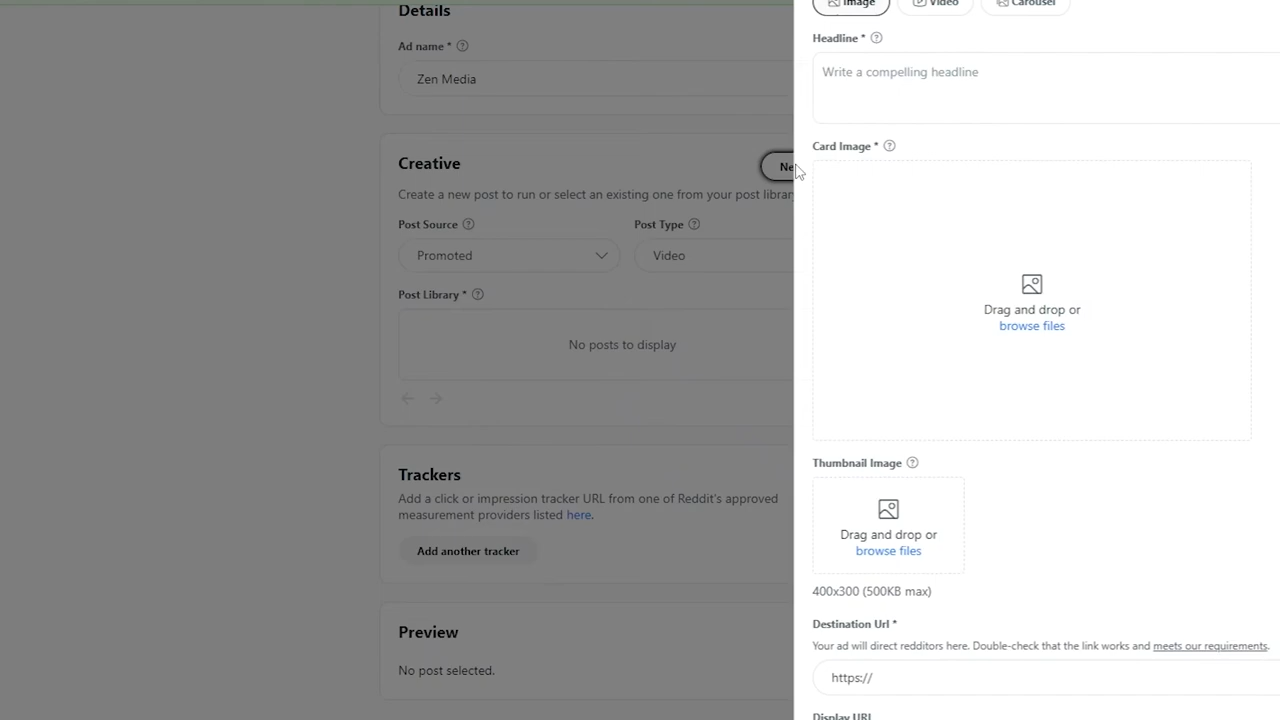 Details
Ad name *
Zen Media
Creative
Create a new post to run or select an existing one from your post library
Post Source
Post Type
Promoted
Video
Post Library *
No posts to display
Trackers
Add a click or impression tracker URL from one of Reddit's approved
measurement providers listed here.
Add another tracker
Preview
No post selected.
Image
Video
Carousel
Headline *
Write a compelling headline
Card Image *
Drag and drop or
browse files
Thumbnail Image
Drag and drop or
browse files
400x300 (500KB max)
Destination Url *
Your ad will direct redditors here. Double-check that the link works and meets our requirements.
https://
Display URL